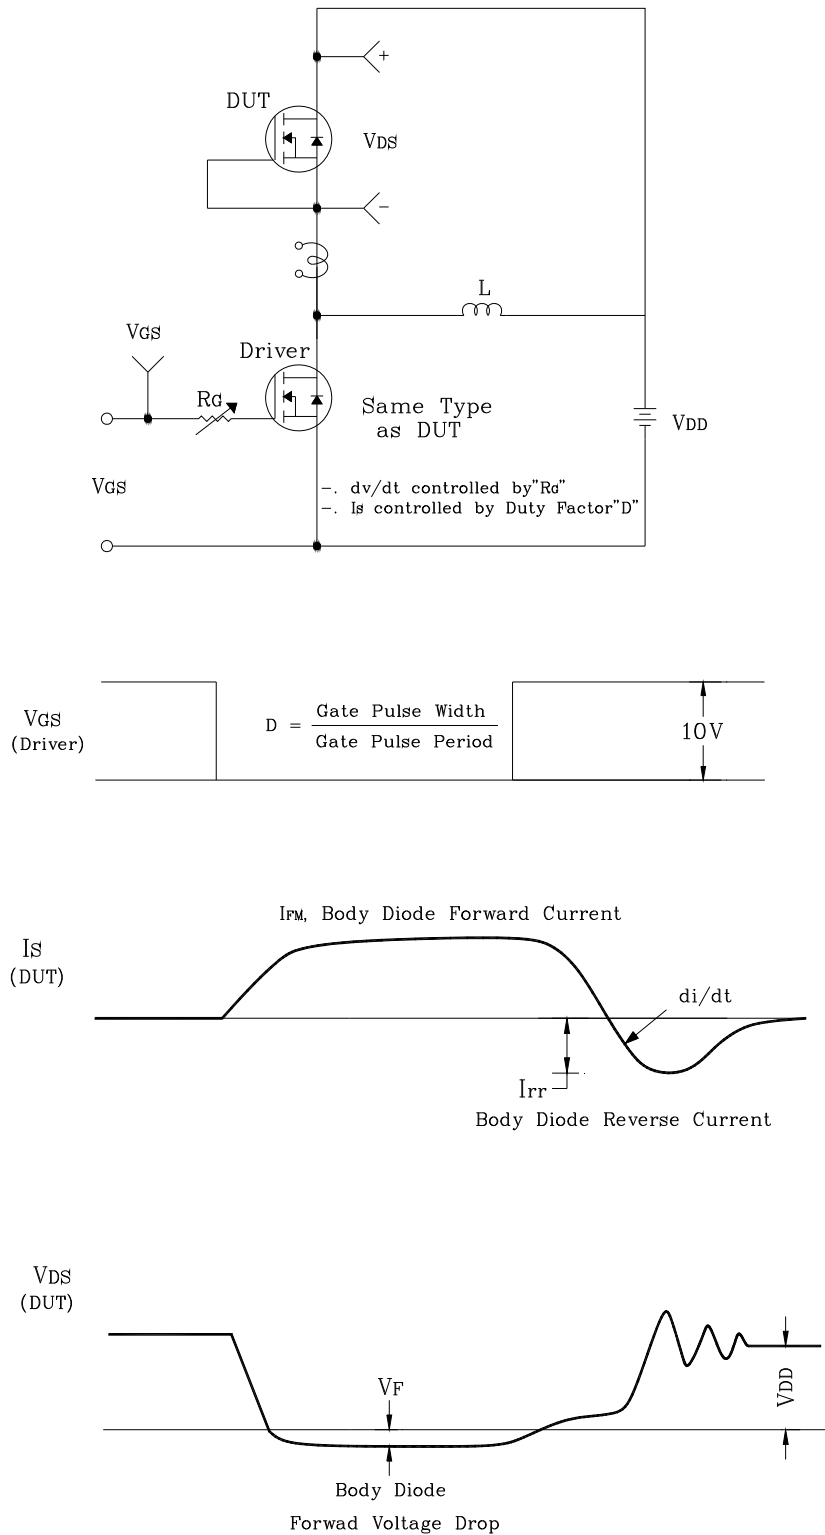 +
DUT
VDS
−
L
VGS
Driver
RG
Same Type
as DUT
VDD
VGS
−. dv/dt controlled by"RG"
−. Is controlled by Duty Factor"D"
VGS
(Driver)
D = Gate Pulse Width
Gate Pulse Period
10V
IFM, Body Diode Forward Current
IS
(DUT)
di/dt
Irr
Body Diode Reverse Current
VDS
(DUT)
VF
VDD
Body Diode
Forwad Voltage Drop